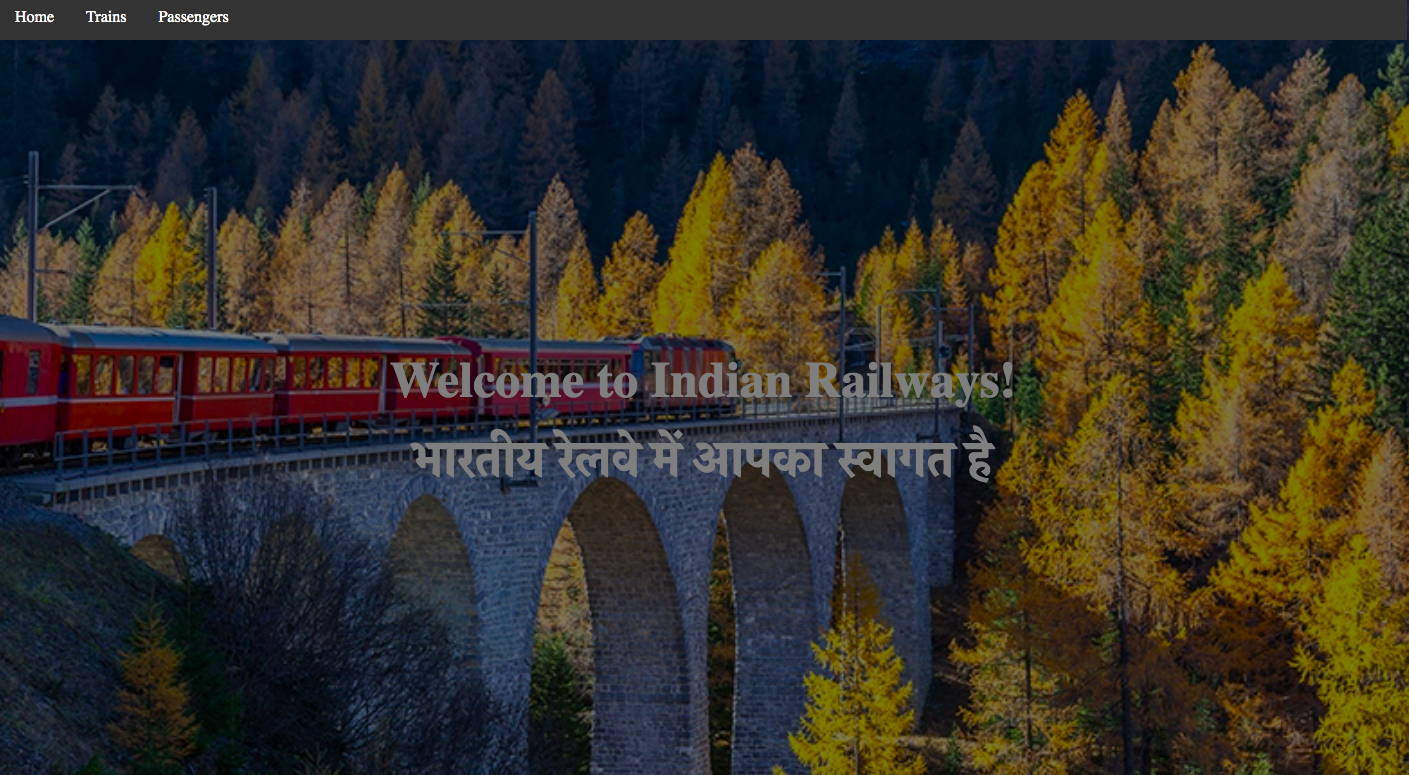 Home Trains Passengers
Welcome to Indian Railways!
भारतीय रेलवे में आपका स्वागत है